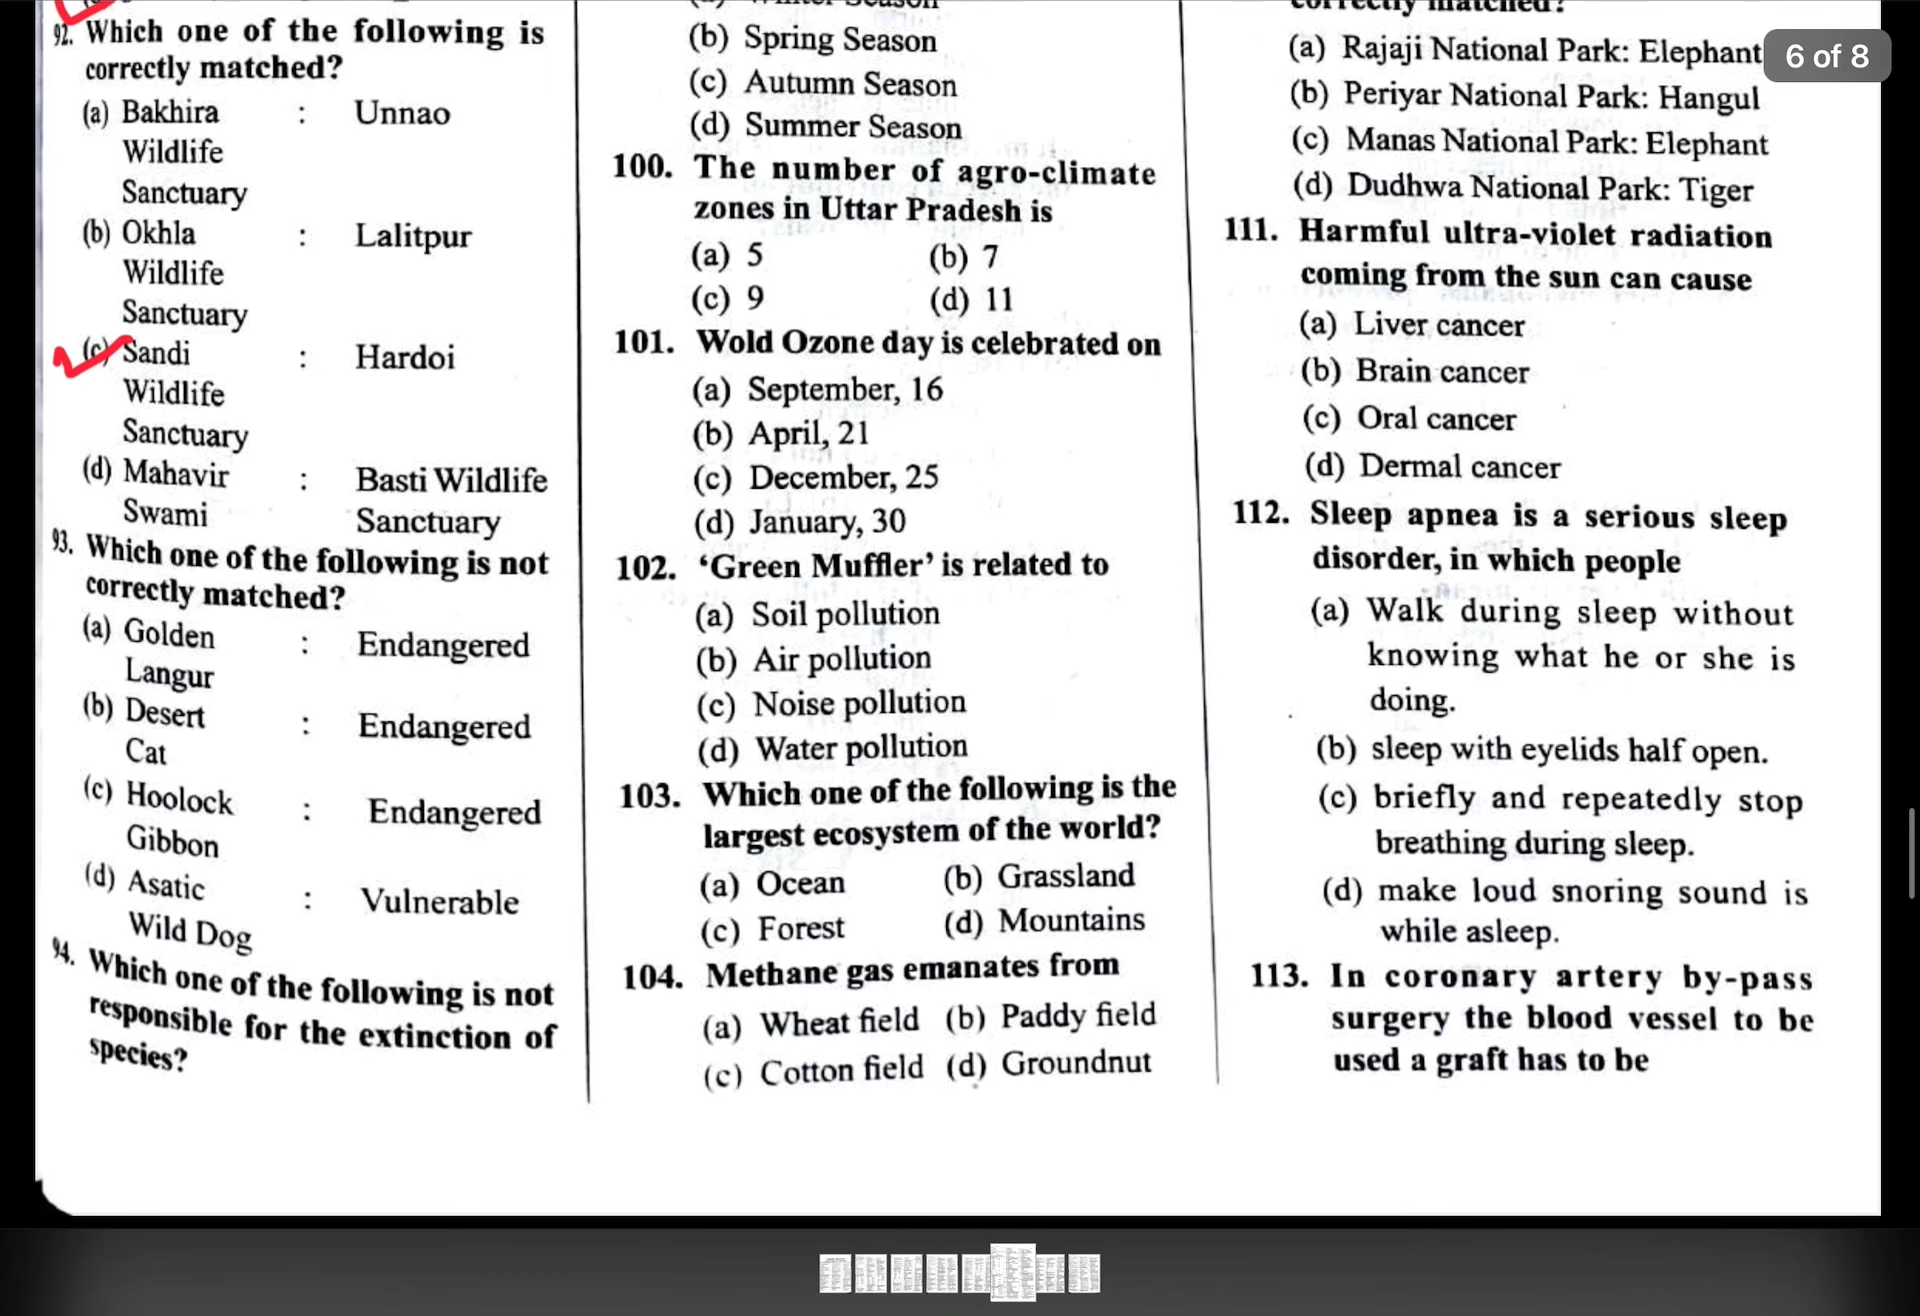 92. Which one of the following is
correctly matched?
(a) Bakhira : Unnao
Wildlife
Sanctuary
(b) Okhla : Lalitpur
Wildlife
Sanctuary
(c) Sandi : Hardoi
Wildlife
Sanctuary
(d) Mahavir : Basti Wildlife
Swami Sanctuary
93. Which one of the following is not
correctly matched?
(a) Golden : Endangered
Langur
(b) Desert : Endangered
Cat
(c) Hoolock : Endangered
Gibbon
(d) Asatic : Vulnerable
Wild Dog
94. Which one of the following is not
responsible for the extinction of
species?
(b) Spring Season
(c) Autumn Season
(d) Summer Season
100. The number of agro-climate
zones in Uttar Pradesh is
(a) 5 (b) 7
(c) 9 (d) 11
101. Wold Ozone day is celebrated on
(a) September, 16
(b) April, 21
(c) December, 25
(d) January, 30
102. ‘Green Muffler’ is related to
(a) Soil pollution
(b) Air pollution
(c) Noise pollution
(d) Water pollution
103. Which one of the following is the
largest ecosystem of the world?
(a) Ocean (b) Grassland
(c) Forest (d) Mountains
104. Methane gas emanates from
(a) Wheat field (b) Paddy field
(c) Cotton field (d) Groundnut
correctly matched?
(a) Rajaji National Park: Elephant
(b) Periyar National Park: Hangul
(c) Manas National Park: Elephant
(d) Dudhwa National Park: Tiger
111. Harmful ultra-violet radiation
coming from the sun can cause
(a) Liver cancer
(b) Brain cancer
(c) Oral cancer
(d) Dermal cancer
112. Sleep apnea is a serious sleep
disorder, in which people
(a) Walk during sleep without
knowing what he or she is
doing.
(b) sleep with eyelids half open.
(c) briefly and repeatedly stop
breathing during sleep.
(d) make loud snoring sound is
while asleep.
113. In coronary artery by-pass
surgery the blood vessel to be
used a graft has to be
6 of 8